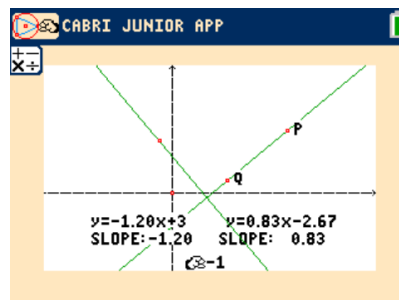 CABRI JUNIOR APP
P
Q
y=-1.20x+3 y=0.83x-2.67
SLOPE:-1.20 SLOPE: 0.83
-1